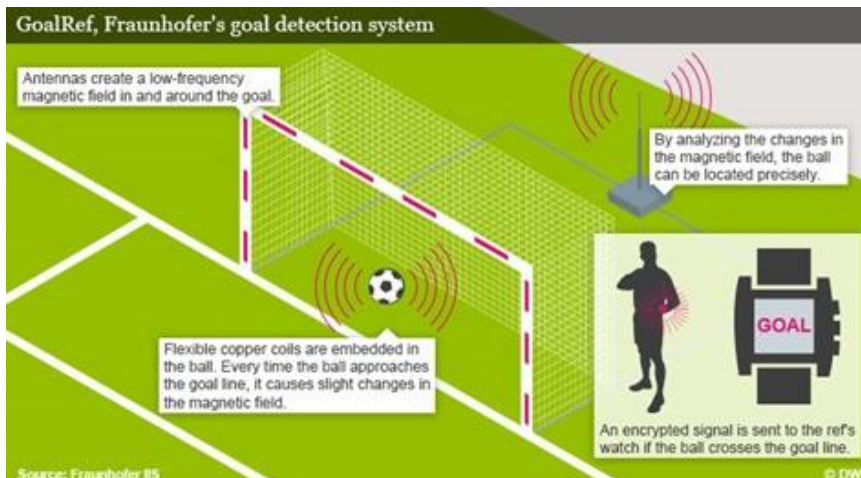 GoalRef, Fraunhofer's goal detection system
Antennas create a low-frequency
magnetic field in and around the goal.
By analyzing the changes in
the magnetic field, the ball
can be located precisely.
Flexible copper coils are embedded in
the ball. Every time the ball approaches
the goal line, it causes slight changes in
the magnetic field.
GOAL
An encrypted signal is sent to the ref's
watch if the ball crosses the goal line.
Source: Fraunhofer IIS
© DW